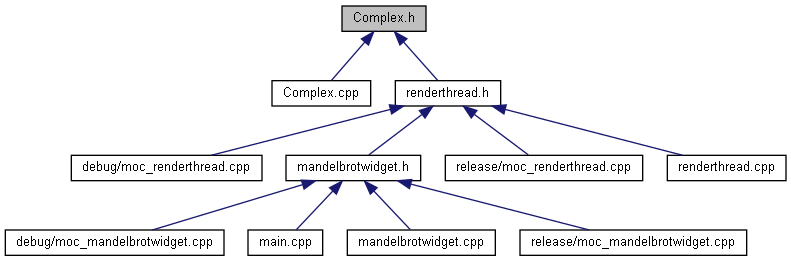 Complex.h
Complex.cpp
renderthread.h
debug/moc_renderthread.cpp
mandelbrotwidget.h
release/moc_renderthread.cpp
renderthread.cpp
debug/moc_mandelbrotwidget.cpp
main.cpp
mandelbrotwidget.cpp
release/moc_mandelbrotwidget.cpp